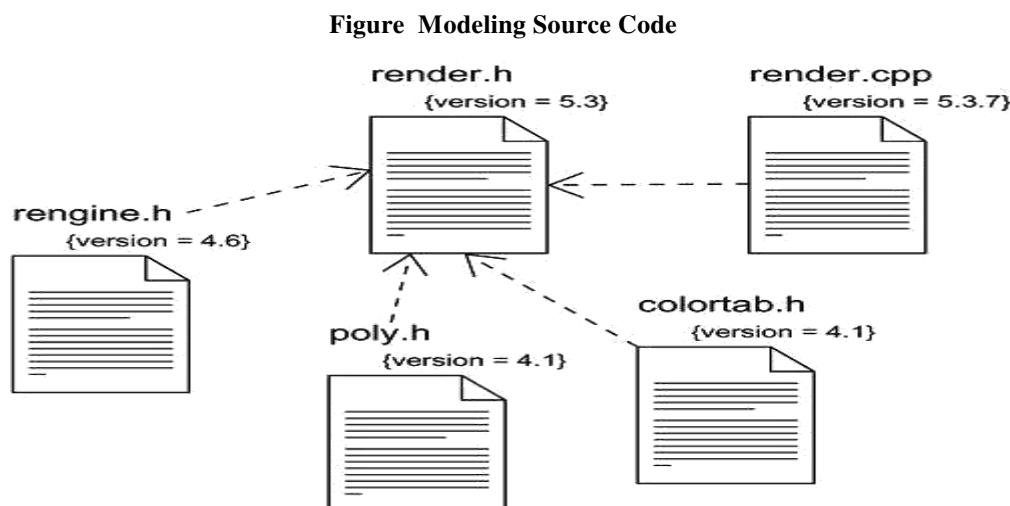 Figure Modeling Source Code
render.h
{version = 5.3}
render.cpp
{version = 5.3.7}
rengine.h
{version = 4.6}
poly.h
{version = 4.1}
colortab.h
{version = 4.1}